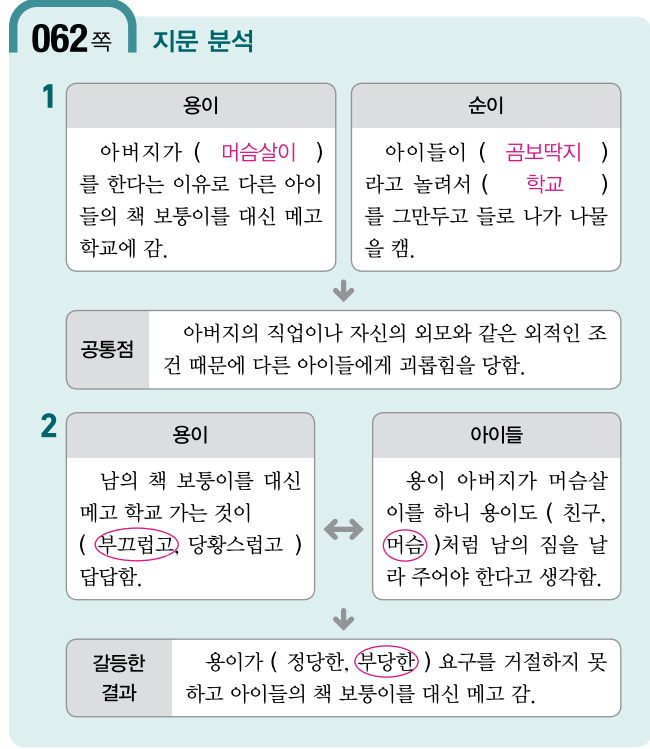 062쪽 지문 분석
1
용이
아버지가 ( 머슴살이 )
를 한다는 이유로 다른 아이
들의 책 보퉁이를 대신 메고
학교에 감.
순이
아이들이 ( 곰보딱지 )
라고 놀려서 ( 학교 )
를 그만두고 들로 나가 나물
을 캠.
공통점
아버지의 직업이나 자신의 외모와 같은 외적인 조
건 때문에 다른 아이들에게 괴롭힘을 당함.
2
용이
남의 책 보퉁이를 대신
메고 학교 가는 것이
( 부끄럽고, 당황스럽고 )
답답함.
아이들
용이 아버지가 머슴살
이를 하니 용이도 ( 친구,
머슴 )처럼 남의 짐을 날
라 주어야 한다고 생각함.
갈등한
결과
용이가 ( 정당한, 부당한 ) 요구를 거절하지 못
하고 아이들의 책 보퉁이를 대신 메고 감.